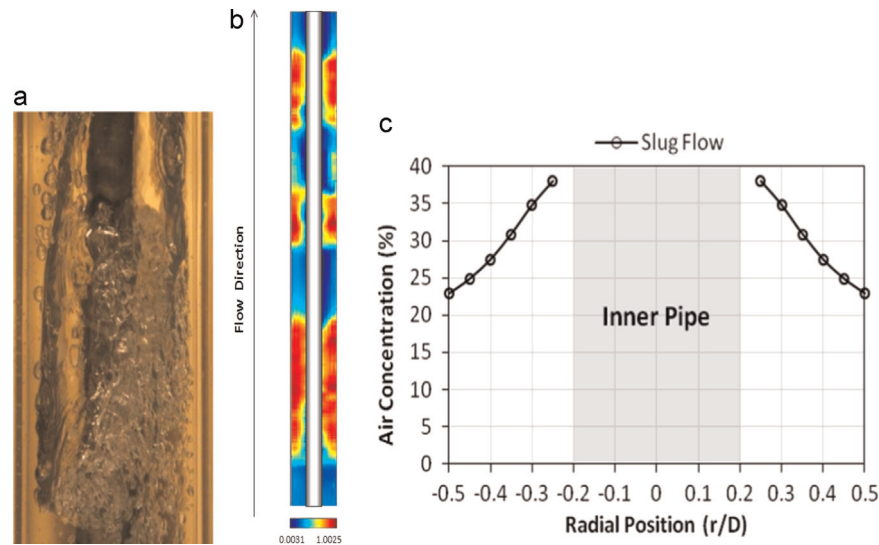 a
b
Flow Direction
0.0031 1.0025
c
Slug Flow
Air Concentration (%)
40
35
30
25
20
15
10
5
0
Inner Pipe
-0.5 -0.4 -0.3 -0.2 -0.1 0 0.1 0.2 0.3 0.4 0.5
Radial Position (r/D)